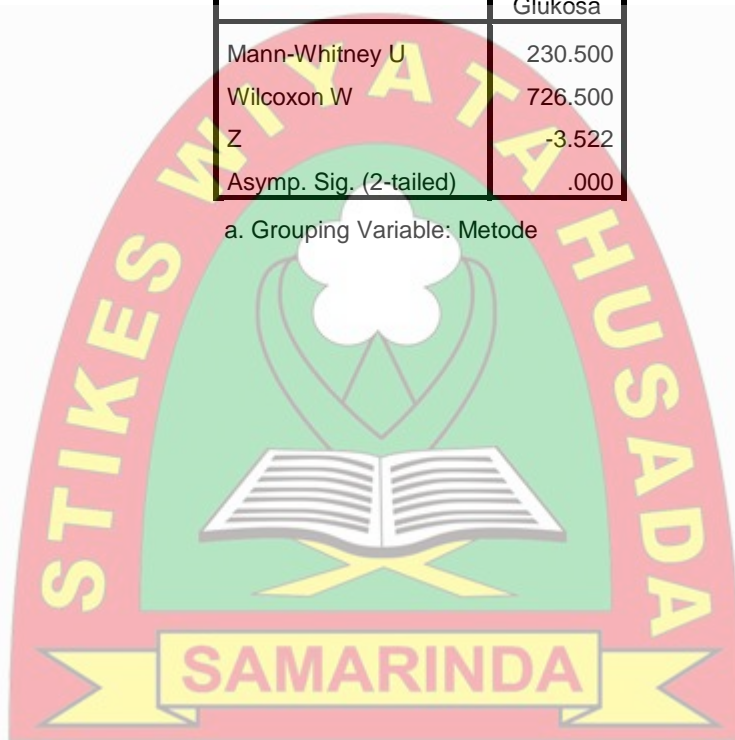 Glukosa
Mann-Whitney U 230.500
Wilcoxon W 726.500
Z -3.522
Asymp. Sig. (2-tailed) .000
a. Grouping Variable: Metode
STIKES WIYATA HUSADA
SAMARINDA